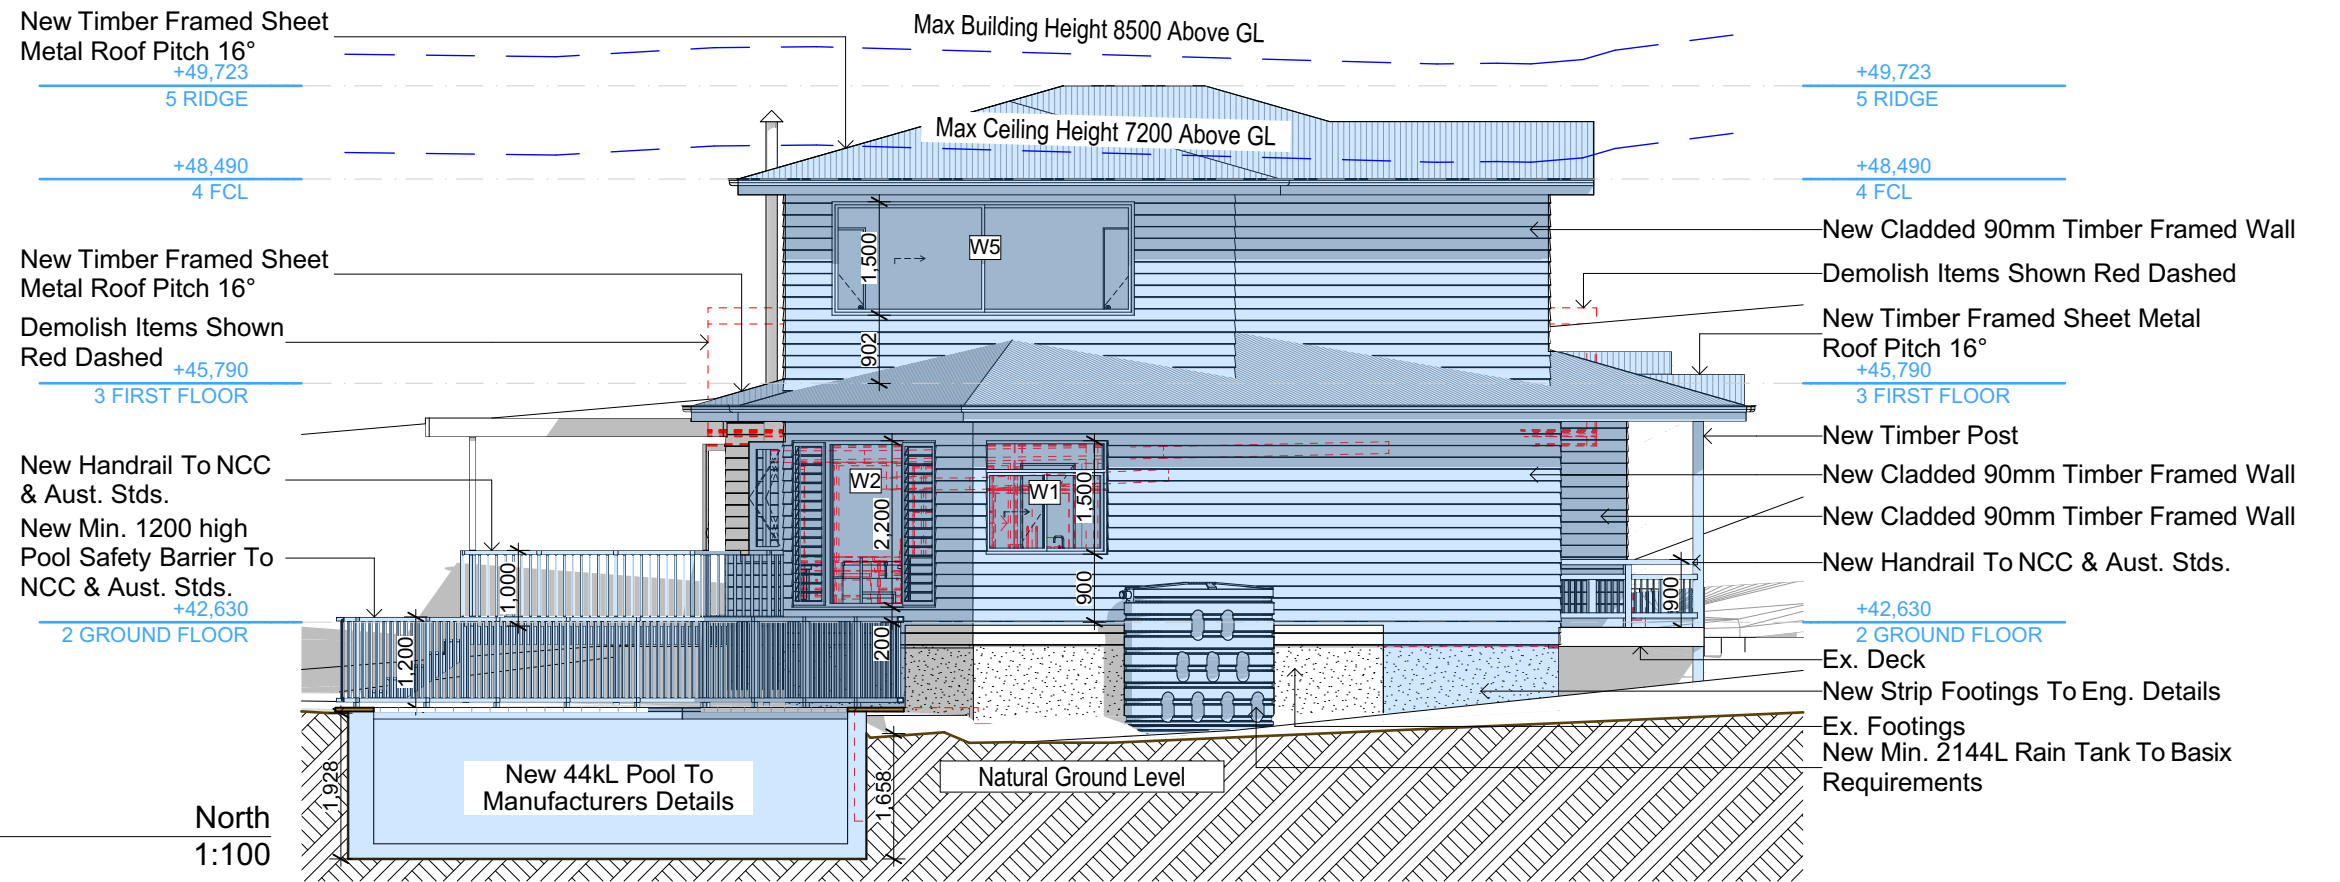 New Timber Framed Sheet
Metal Roof Pitch 16°
+49,723
5 RIDGE
+48,490
4 FCL
New Timber Framed Sheet
Metal Roof Pitch 16°
Demolish Items Shown
Red Dashed
+45,790
3 FIRST FLOOR
New Handrail To NCC
& Aust. Stds.
New Min. 1200 high
Pool Safety Barrier To
NCC & Aust. Stds.
+42,630
2 GROUND FLOOR
North
1:100
Max Building Height 8500 Above GL
Max Ceiling Height 7200 Above GL
W5
1,500
902
W2
2,200
200
W1
1,500
900
1,000
1,200
900
1,928
1,658
New 44kL Pool To
Manufacturers Details
Natural Ground Level
+49,723
5 RIDGE
+48,490
4 FCL
New Cladded 90mm Timber Framed Wall
Demolish Items Shown Red Dashed
New Timber Framed Sheet Metal
Roof Pitch 16°
+45,790
3 FIRST FLOOR
New Timber Post
New Cladded 90mm Timber Framed Wall
New Cladded 90mm Timber Framed Wall
New Handrail To NCC & Aust. Stds.
+42,630
2 GROUND FLOOR
Ex. Deck
New Strip Footings To Eng. Details
Ex. Footings
New Min. 2144L Rain Tank To Basix
Requirements